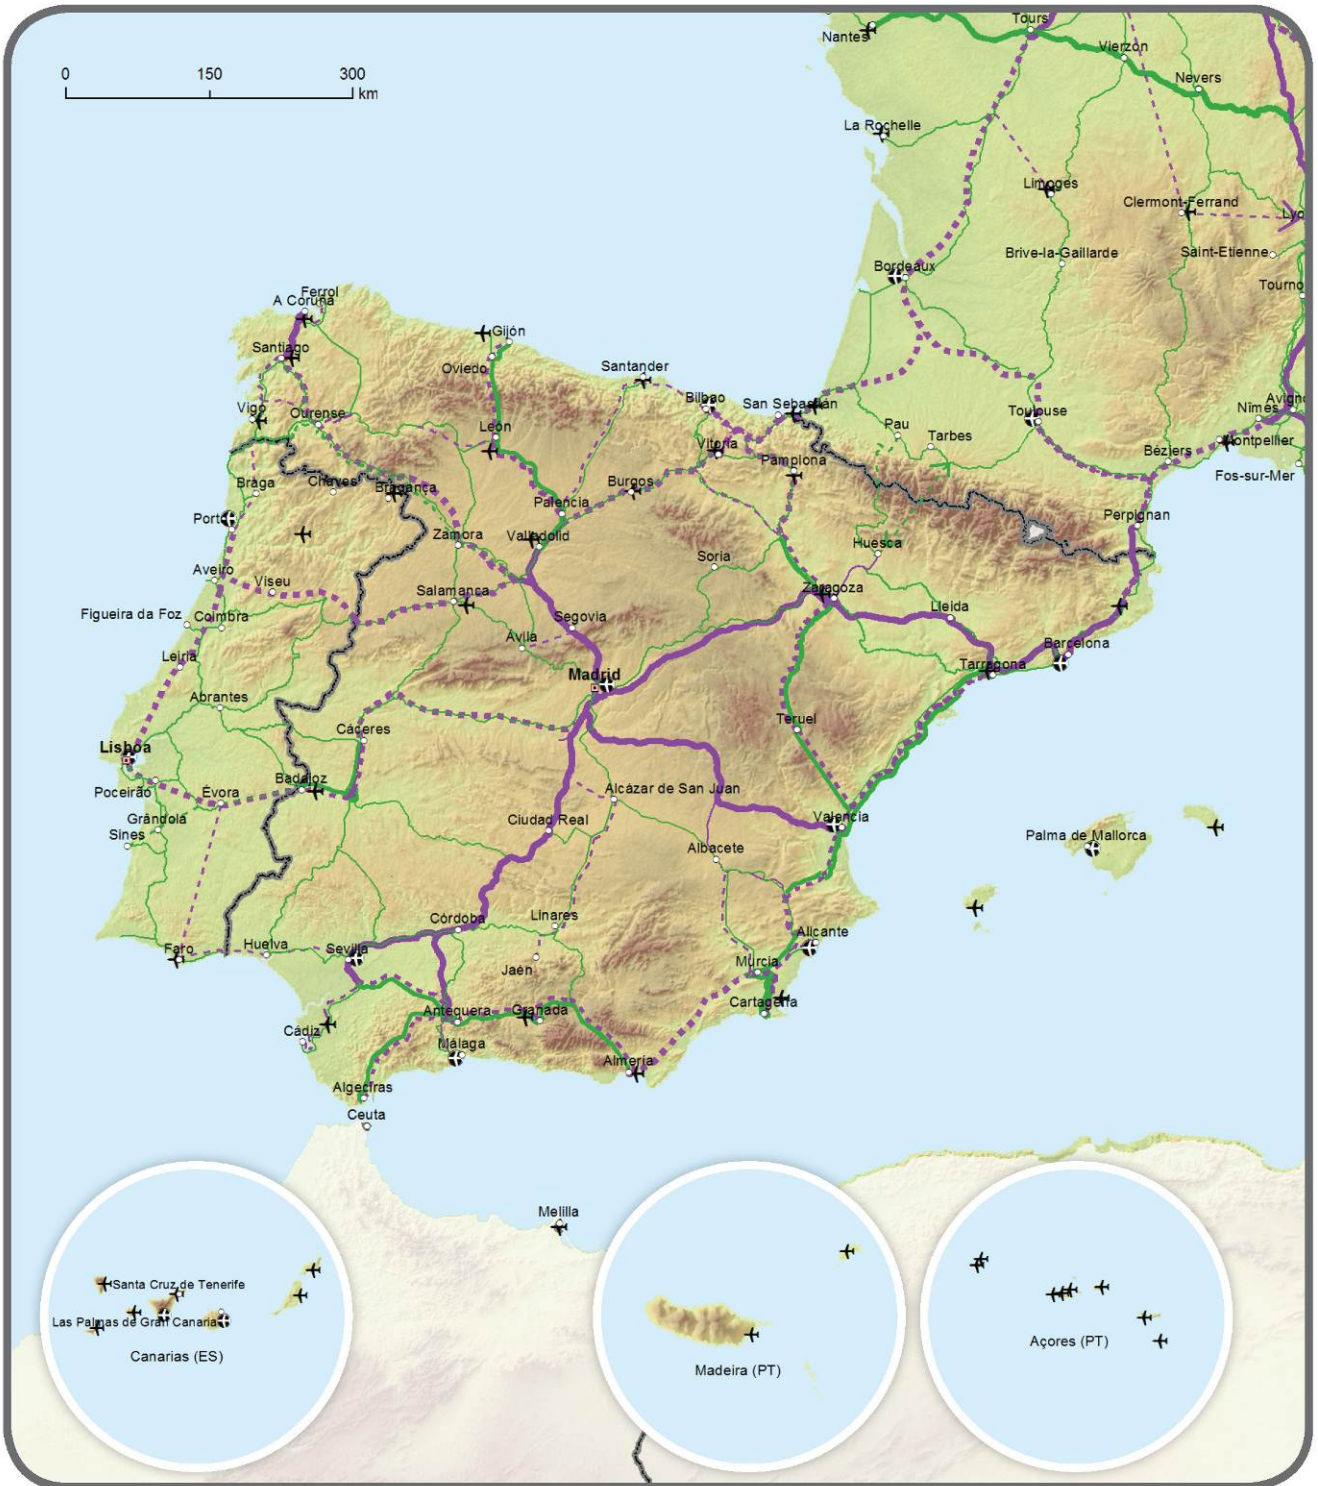 Tours
Nantes
Vierzon
0 150 300
km
Nevers
La Rochelle
Limoges
Clermont-Ferrand
Lyo
Brive-la-Gaillarde
Saint-Etienne
Bordeaux
Tourno
Ferrol
A Coruña
Gijón
Santiago
Oviedo
Santander
Bilbao
San Sebastián
Vigo
Ourense
León
Vitoria
Pau
Tarbes
Toulouse
Nîmes
Avigno
Montpellier
Béziers
Fos-sur-Mer
Pamplona
Braga
Chaves
Bragança
Burgos
Palencia
Porto
Zamora
Valladolid
Soria
Huesca
Perpignan
Aveiro
Viseu
Salamanca
Zaragoza
Lleida
Figueira da Foz
Coimbra
Segovia
Ávila
Barcelona
Leiria
Madrid
Tarragona
Abrantes
Cáceres
Teruel
Lisboa
Badajoz
Poceirão
Évora
Alcázar de San Juan
Grândola
Sines
Ciudad Real
Valencia
Palma de Mallorca
Albacete
Córdoba
Linares
Alicante
Faro
Huelva
Sevilla
Jaén
Murcia
Cartagena
Antequera
Granada
Cádiz
Málaga
Almería
Algeciras
Ceuta
Melilla
Santa Cruz de Tenerife
Las Palmas de Gran Canaria
Canarias (ES)
Madeira (PT)
Açores (PT)